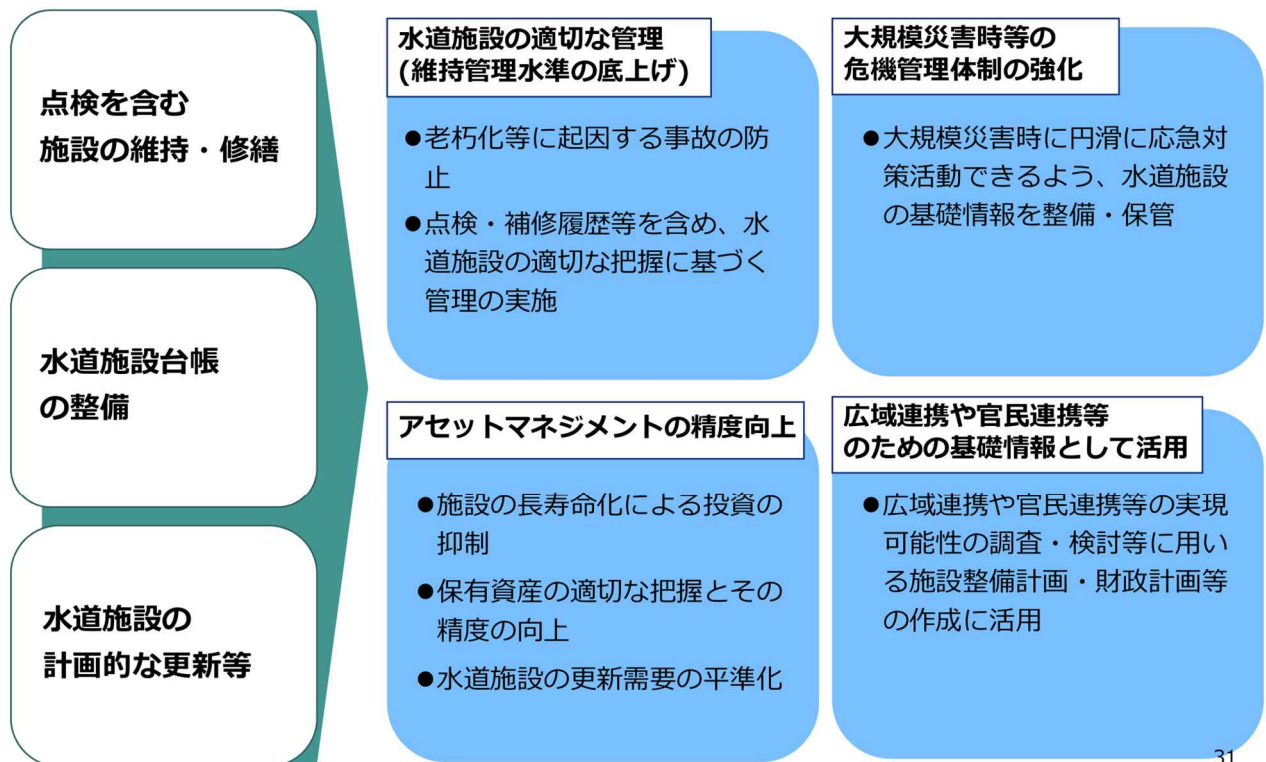 点検を含む
施設の維持・修繕
水道施設台帳
の整備
水道施設の
計画的な更新等
水道施設の適切な管理
(維持管理水準の底上げ)
●老朽化等に起因する事故の防
止
●点検・補修履歴等を含め、水
道施設の適切な把握に基づく
管理の実施
大規模災害時等の
危機管理体制の強化
●大規模災害時に円滑に応急対
策活動できるよう、水道施設
の基礎情報を整備・保管
アセットマネジメントの精度向上
●施設の長寿命化による投資の
抑制
●保有資産の適切な把握とその
精度の向上
●水道施設の更新需要の平準化
広域連携や官民連携等
のための基礎情報として活用
●広域連携や官民連携等の実現
可能性の調査・検討等に用い
る施設整備計画・財政計画等
の作成に活用
31